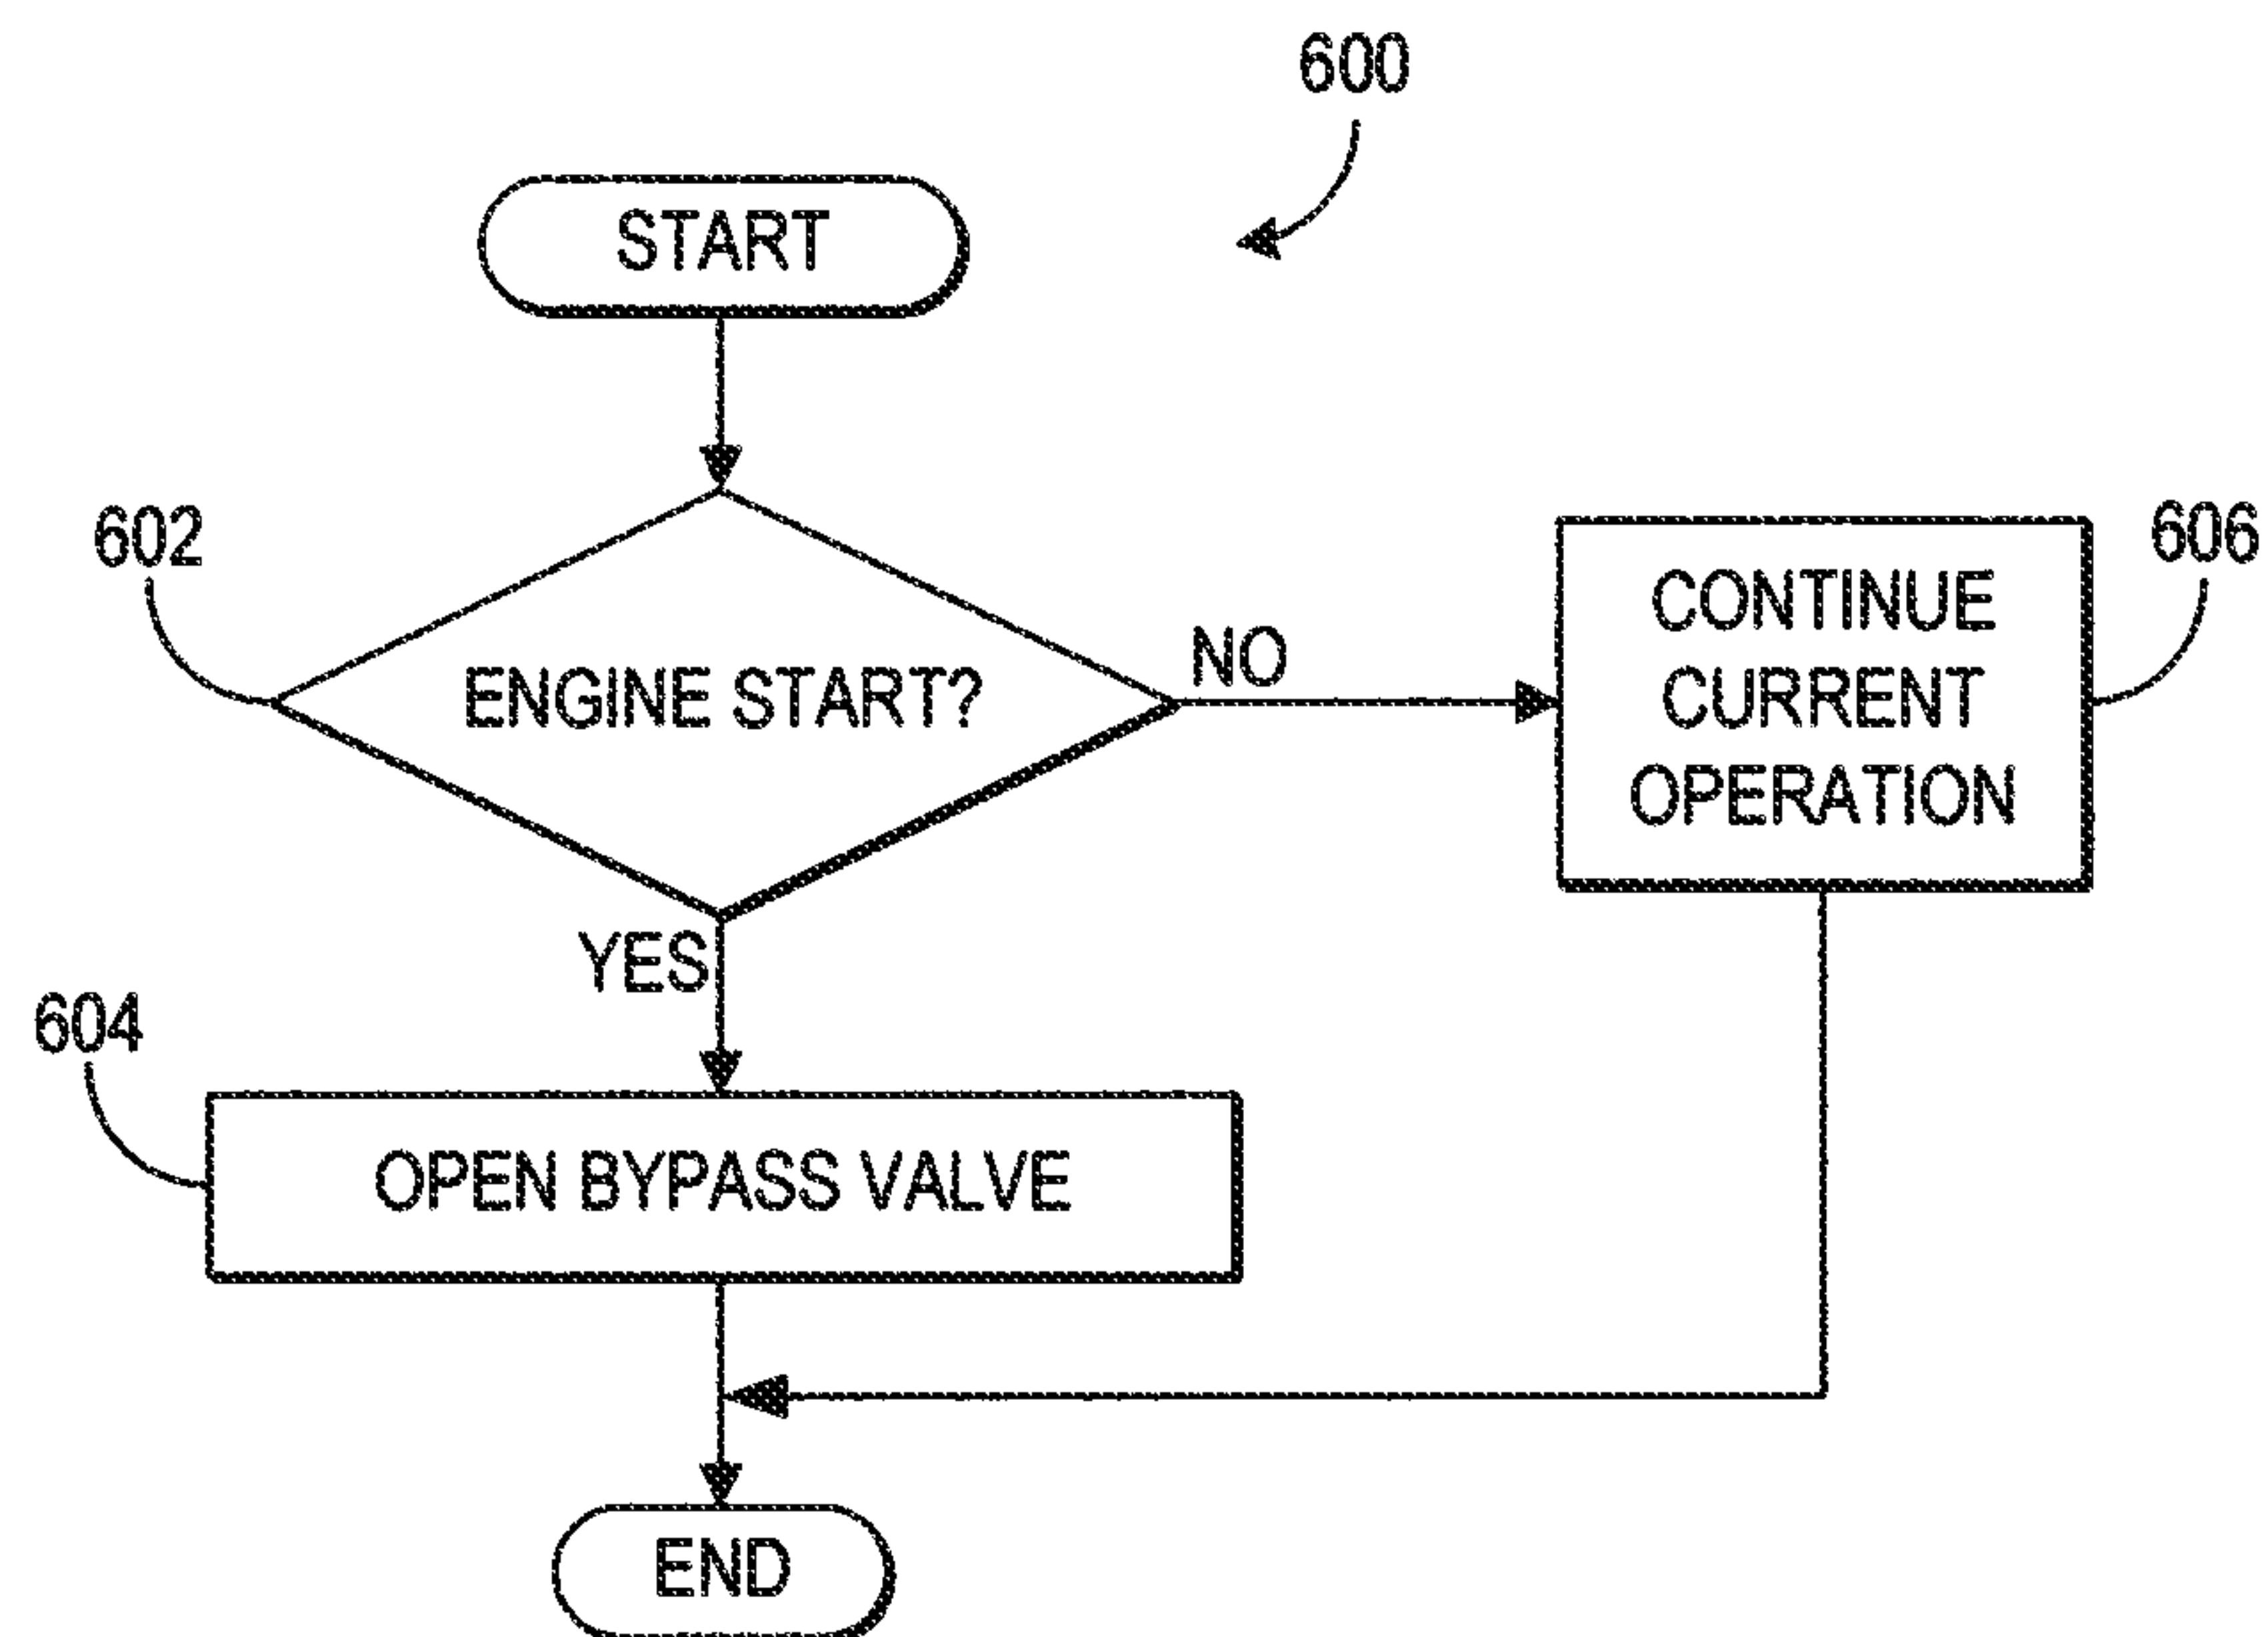 600
START
602
ENGINE START?
NO
CONTINUE
CURRENT
OPERATION
606
YES
604
OPEN BYPASS VALVE
END